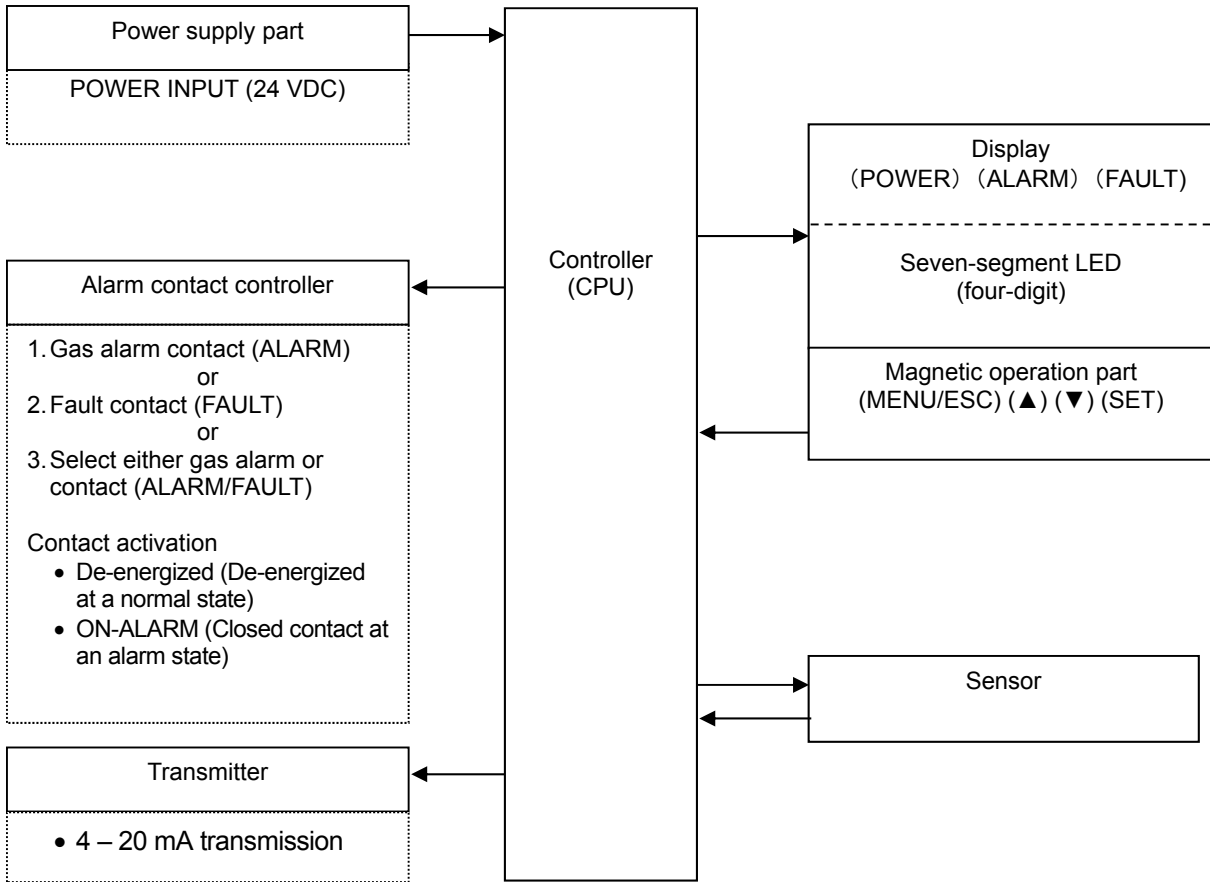 Power supply part
POWER INPUT (24 VDC)
Alarm contact controller
1. Gas alarm contact (ALARM)
or
2. Fault contact (FAULT)
or
3. Select either gas alarm or
contact (ALARM/FAULT)
Contact activation
• De-energized (De-energized
at a normal state)
• ON-ALARM (Closed contact at
an alarm state)
Transmitter
• 4 – 20 mA transmission
Controller
(CPU)
Display
（POWER）（ALARM）（FAULT)
Seven-segment LED
(four-digit)
Magnetic operation part
(MENU/ESC) (▲) (▼) (SET)
Sensor